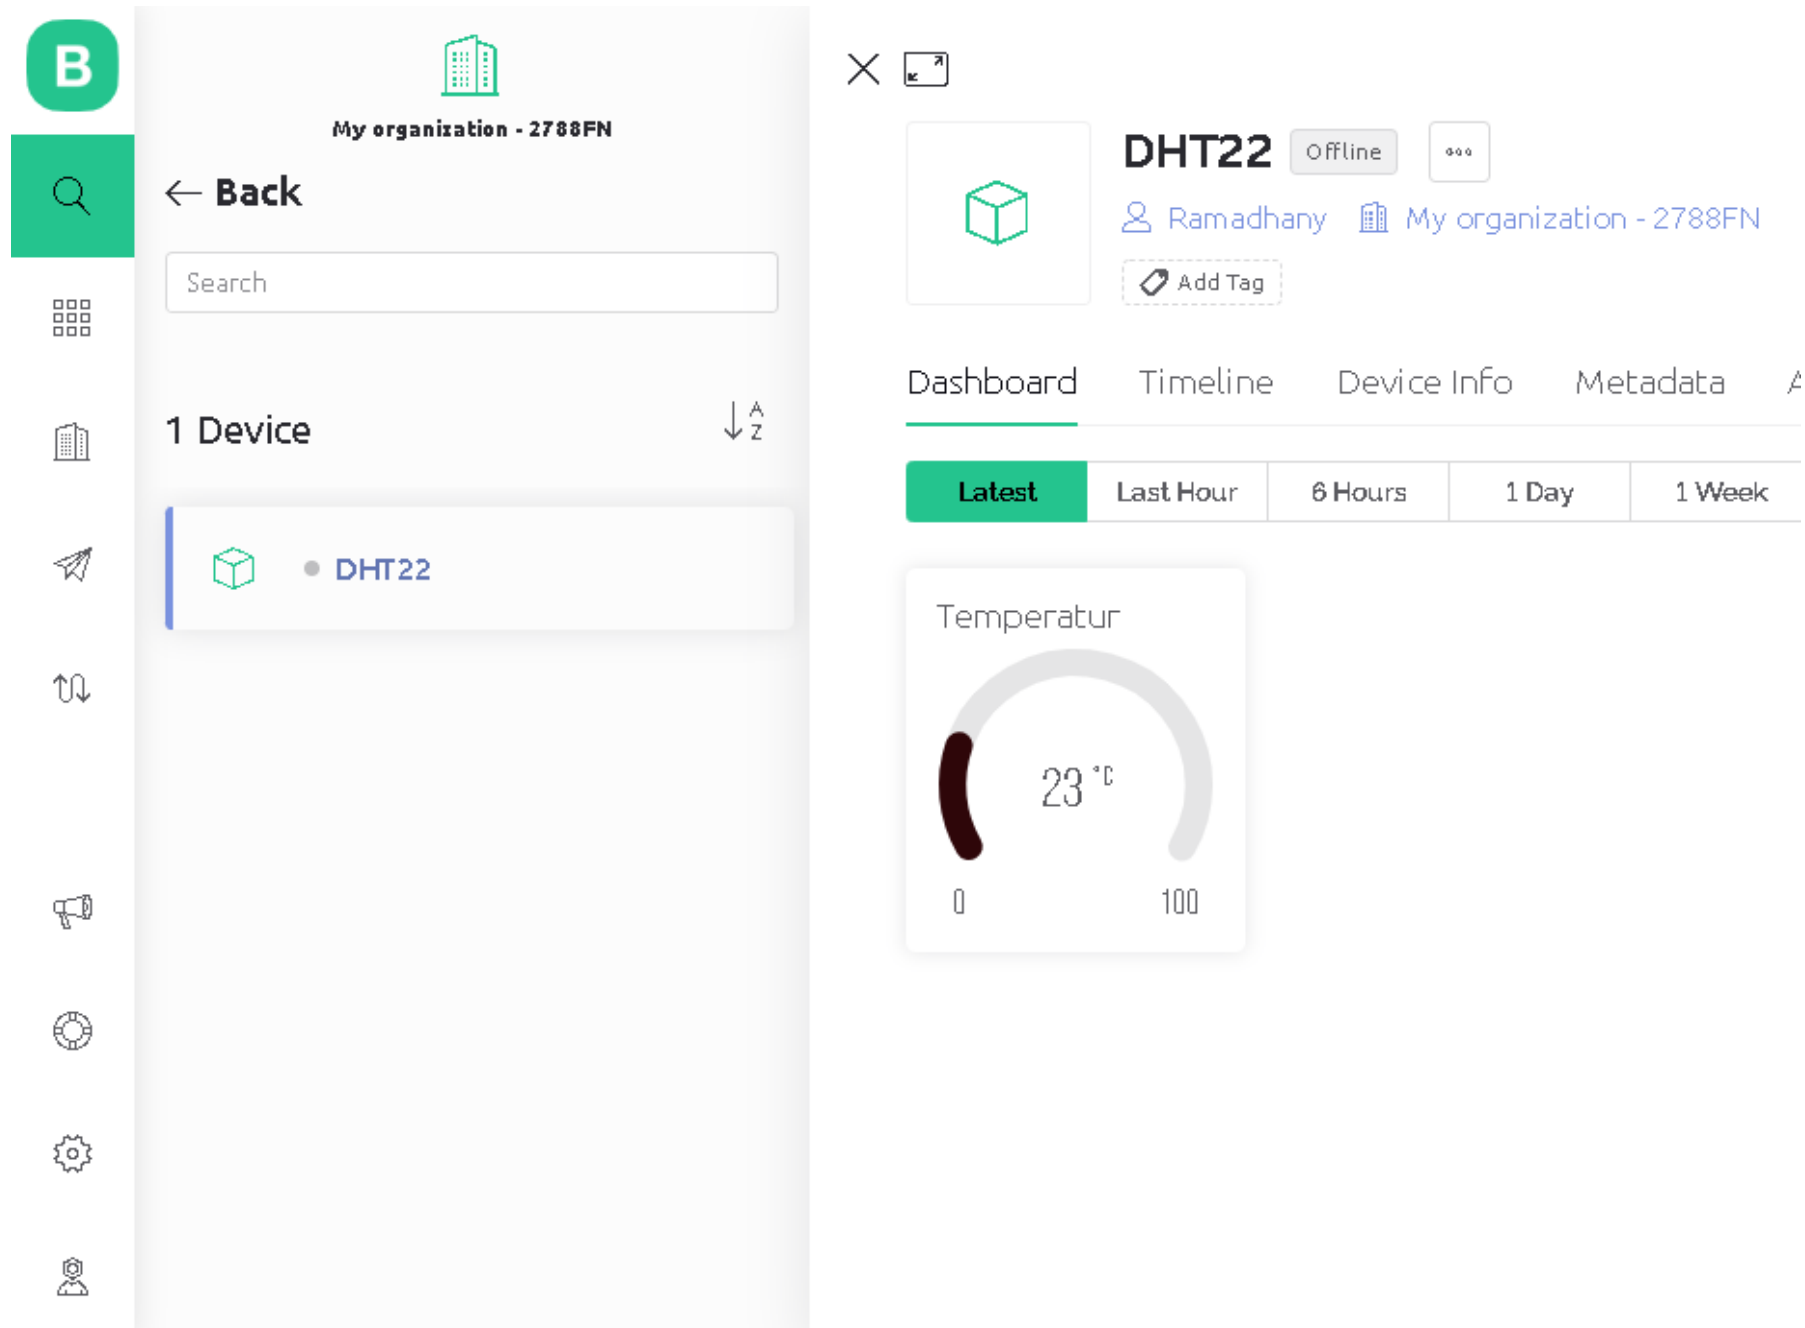 B
My organization - 2788FN
← Back
Search
1 Device
A
Z
DHT22
DHT22 Offline
Ramadhany My organization - 2788FN
Add Tag
Dashboard Timeline Device Info Metadata
Latest Last Hour 6 Hours 1 Day 1 Week
Temperatur
23 °C
0 100